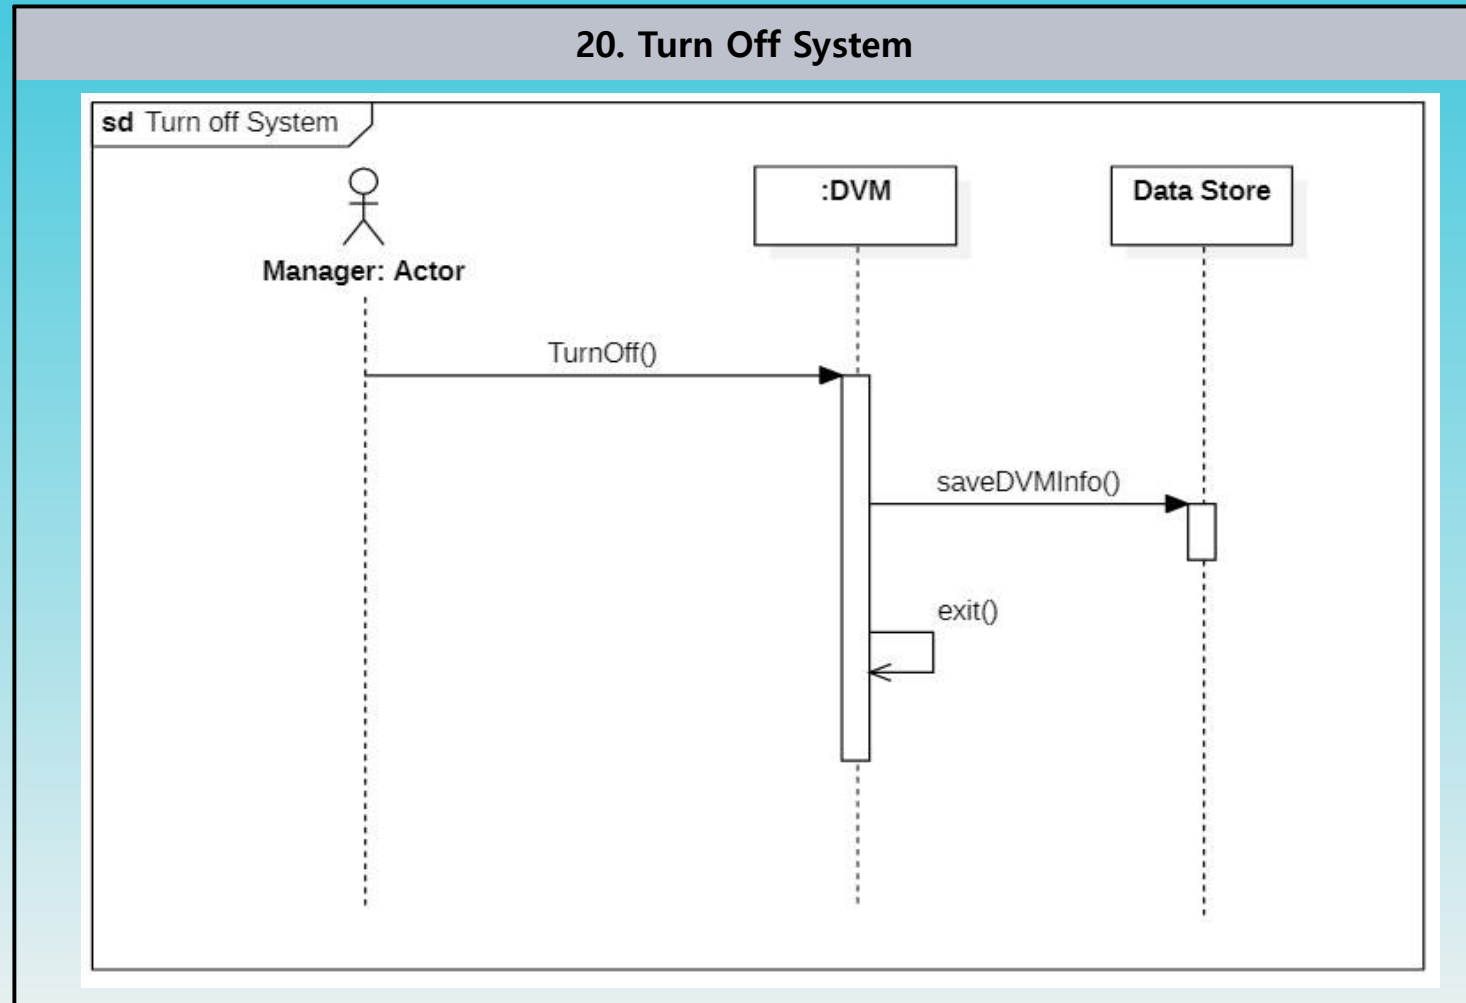 20. Turn Off System
sd Turn off System
:DVM
Data Store
Manager: Actor
TurnOff()
saveDVMInfo()
exit()